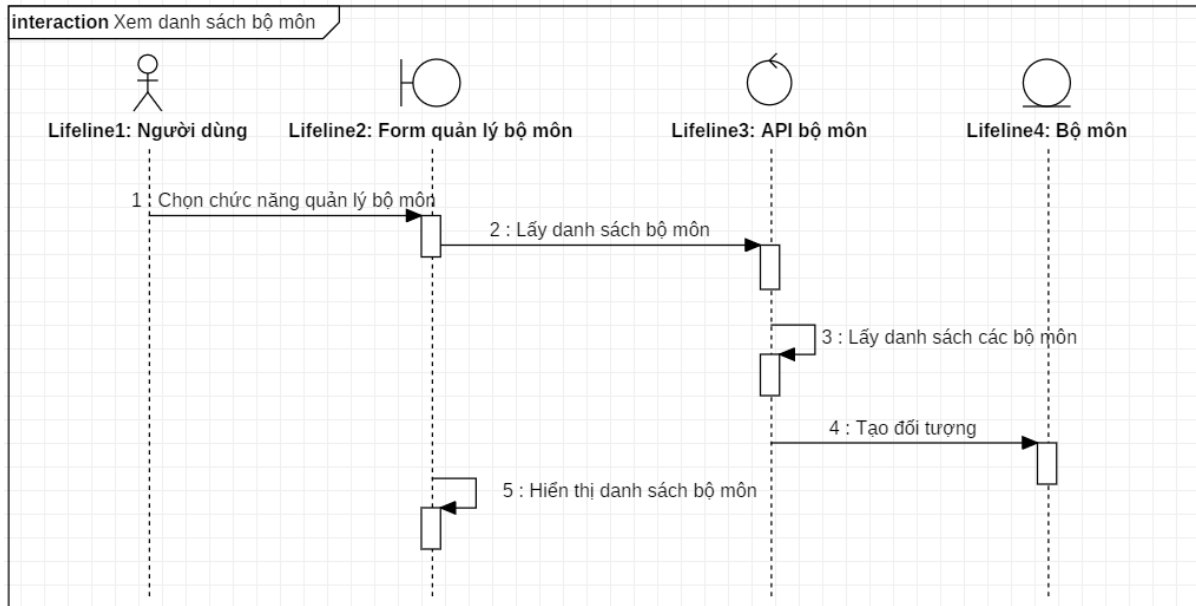 interaction Xem danh sách bộ môn
Lifeline1: Người dùng
Lifeline2: Form quản lý bộ môn
Lifeline3: API bộ môn
Lifeline4: Bộ môn
1 : Chọn chức năng quản lý bộ môn
2 : Lấy danh sách bộ môn
3 : Lấy danh sách các bộ môn
4 : Tạo đối tượng
5 : Hiển thị danh sách bộ môn